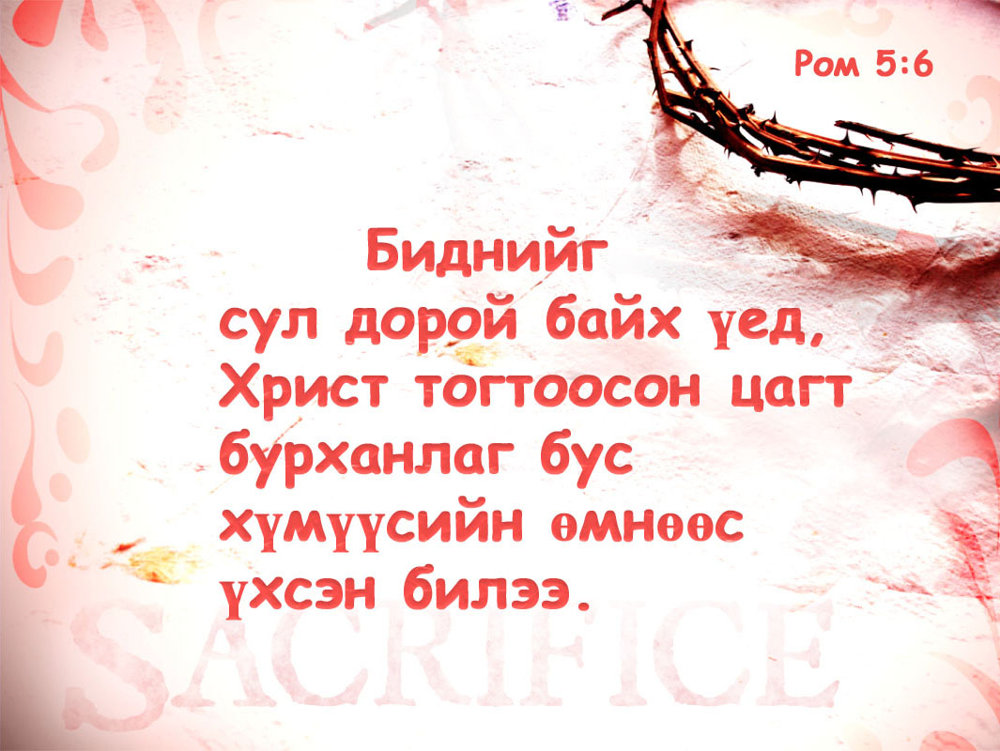 Ром 5:6
Биднийг
сул дорой байх үед,
Христ тогтоосон цагт
бурханлаг бус
хүмүүсийн өмнөөс
үхсэн билээ.
SACRIFICE